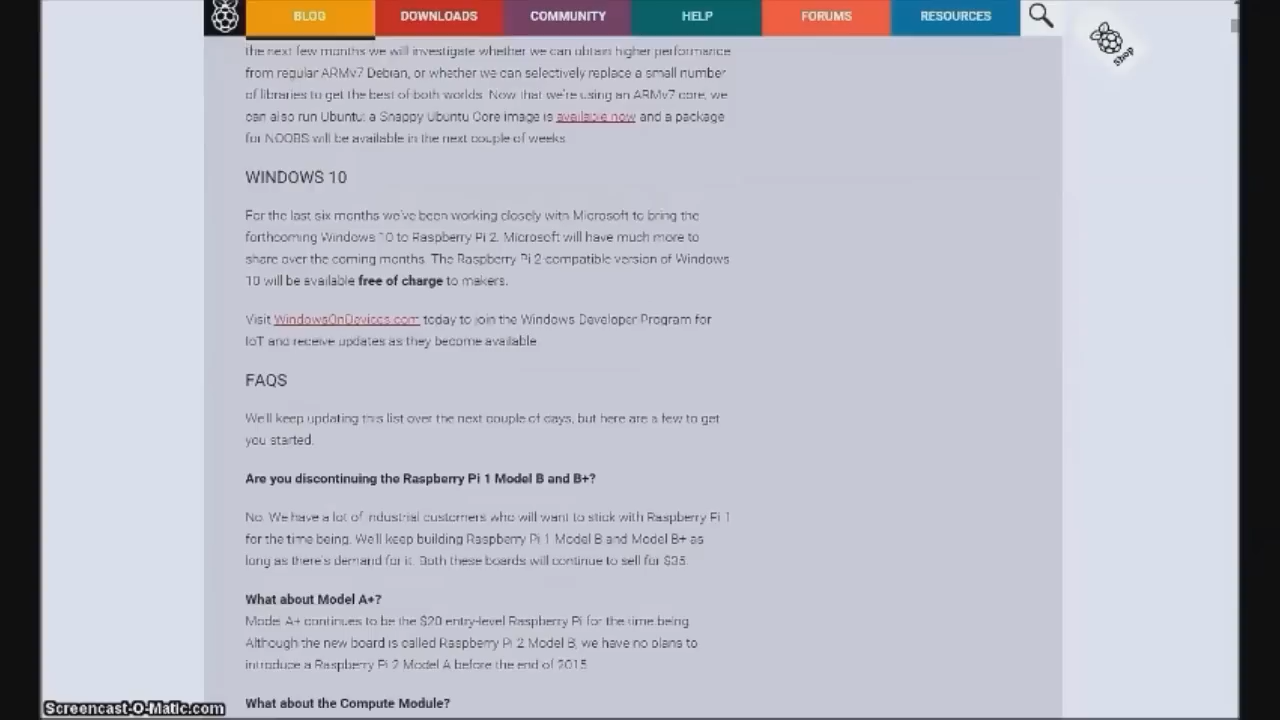 BLOG
DOWNLOADS
COMMUNITY
HELP
FORUMS
RESOURCES
shop
the next few months we will investigate whether we can obtain higher performance
from regular ARMv7 Debian, or whether we can selectively replace a small number
of libraries to get the best of both worlds. Now that we're using an ARMv7 core, we
can also run Ubuntu: a Snappy Ubuntu Core image is available now and a package
for NOOBS will be available in the next couple of weeks.
WINDOWS 10
For the last six months we've been working closely with Microsoft to bring the
forthcoming Windows 10 to Raspberry Pi 2. Microsoft will have much more to
share over the coming months. The Raspberry Pi 2-compatible version of Windows
10 will be available free of charge to makers.
Visit WindowsOnDevices.com today to join the Windows Developer Program for
IoT and receive updates as they become available.
FAQS
We'll keep updating this list over the next couple of days, but here are a few to get
you started.
Are you discontinuing the Raspberry Pi 1 Model B and B+?
No. We have a lot of industrial customers who will want to stick with Raspberry Pi 1
for the time being. We'll keep building Raspberry Pi 1 Model B and Model B+ as
long as there's demand for it. Both these boards will continue to sell for $35.
What about Model A+?
Model A+ continues to be the $20 entry-level Raspberry Pi for the time being.
Although the new board is called Raspberry Pi 2 Model B, we have no plans to
introduce a Raspberry Pi 2 Model A before the end of 2015.
What about the Compute Module?
Screencast-O-Matic.com